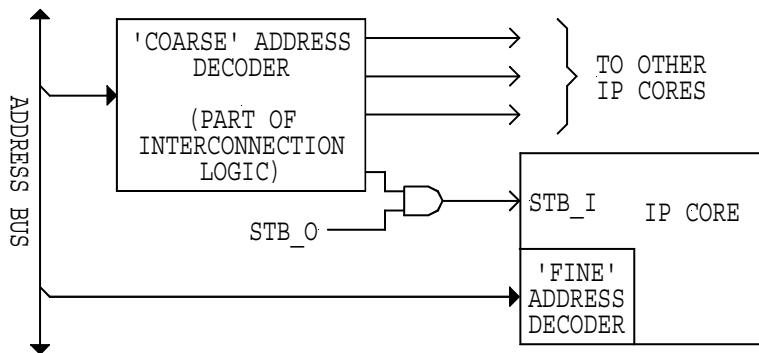 'COARSE' ADDRESS
DECODER
(PART OF
INTERCONNECTION
LOGIC)
TO OTHER
IP CORES
ADDRESS BUS
STB_O
STB_I
IP CORE
'FINE'
ADDRESS
DECODER